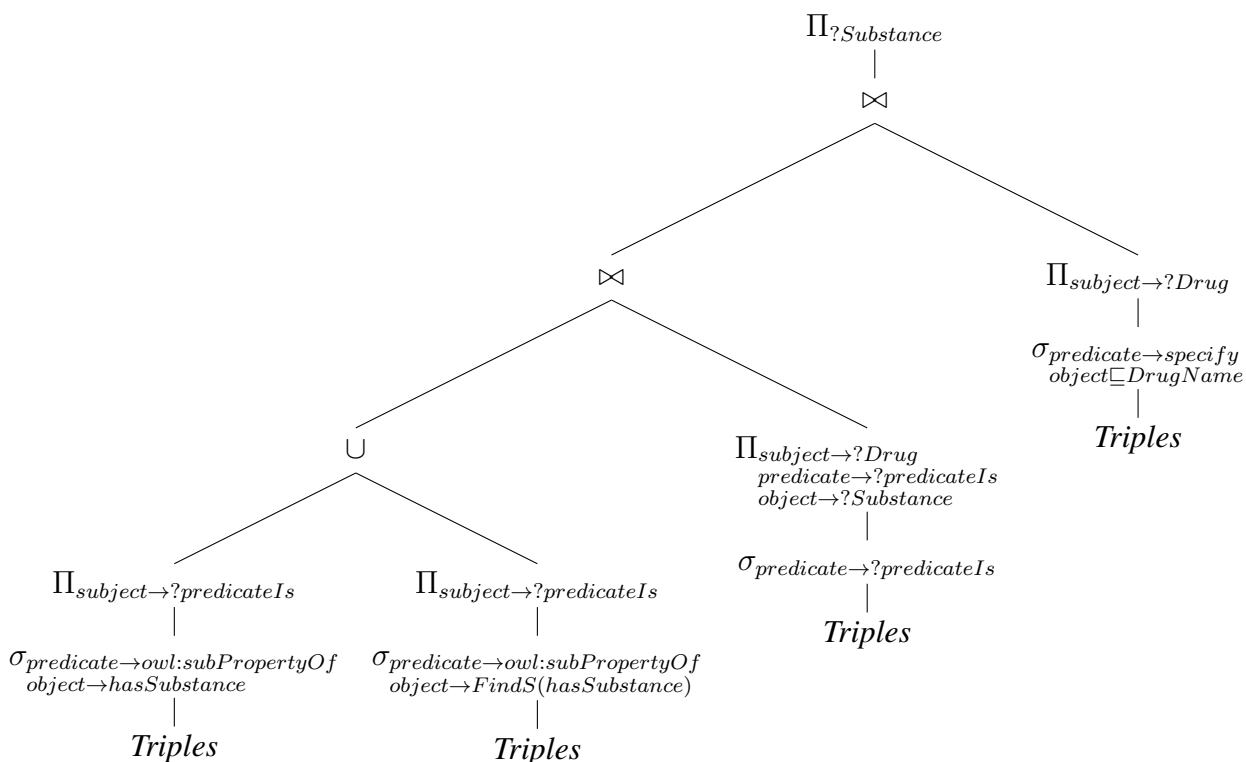 Π?Substance
⋈
⋈
Πsubject→?Drug
σpredicate→specify
object⊑DrugName
Triples
∪
Πsubject→?Drug
predicate→?predicateIs
object→?Substance
σpredicate→?predicateIs
Triples
Πsubject→?predicateIs
σpredicate→owl:subPropertyOf
object→hasSubstance
Triples
Πsubject→?predicateIs
σpredicate→owl:subPropertyOf
object→FindS(hasSubstance)
Triples